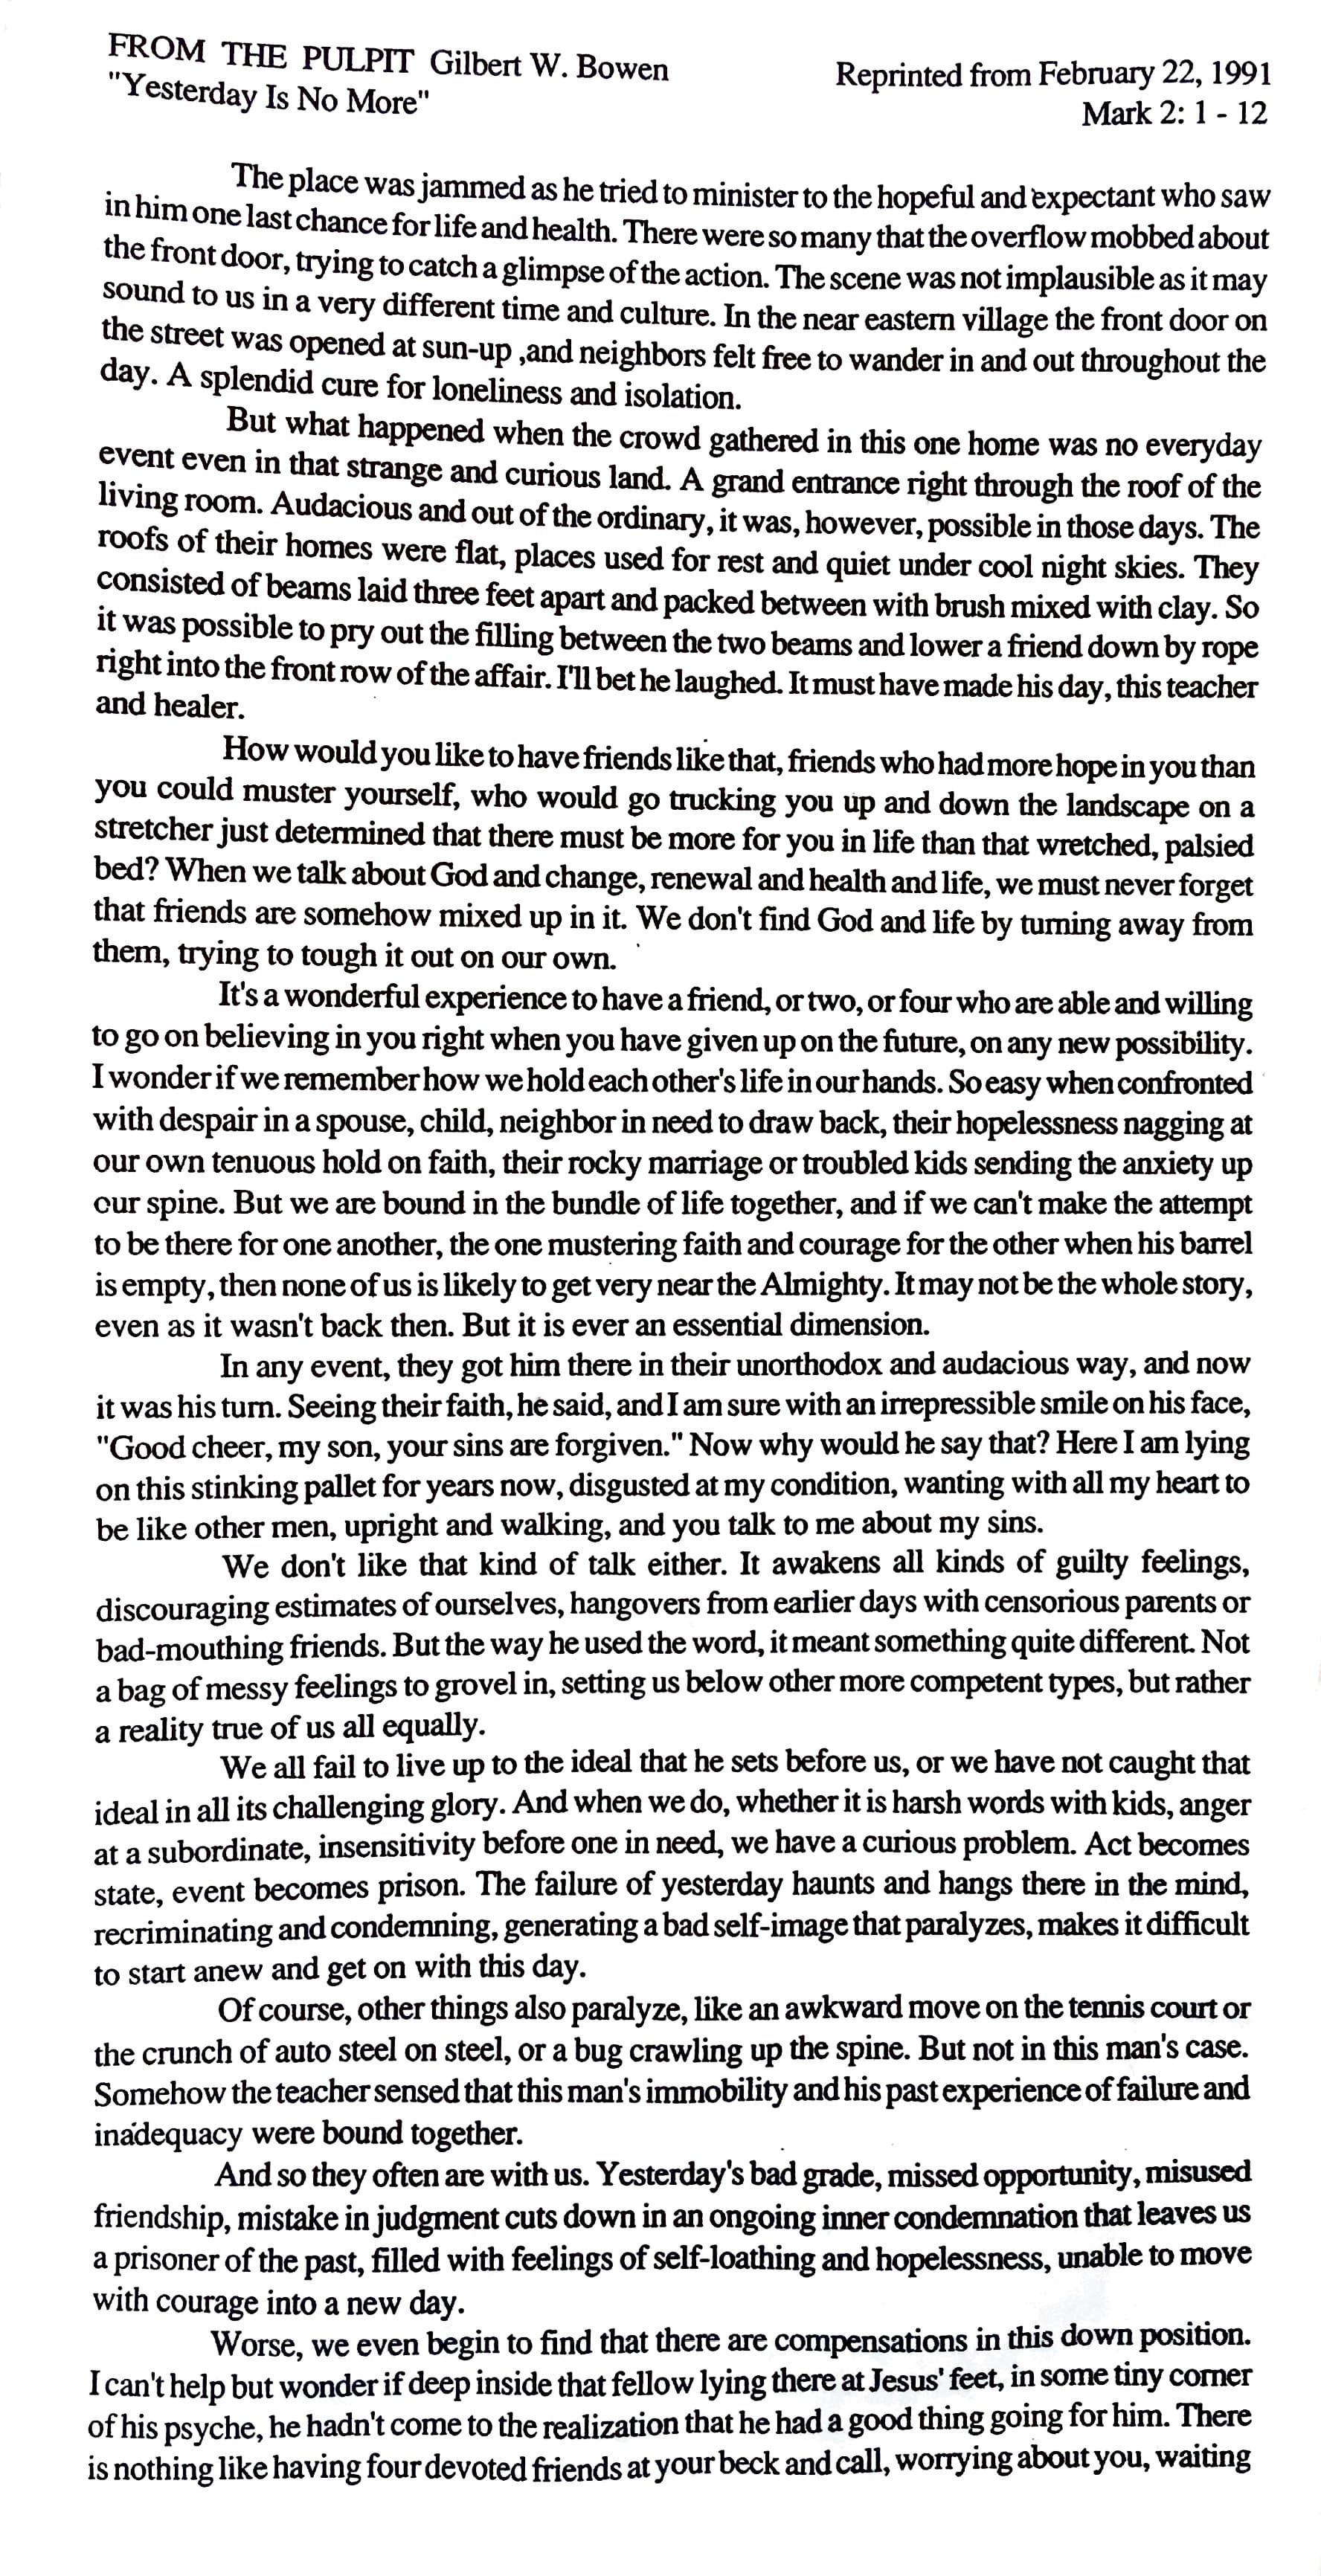 FROM THE PULPIT Gilbert W. Bowen Reprinted from February 22, 1991
"Yesterday Is No More" Mark 2: 1 - 12
The place was jammed as he tried to minister to the hopeful and expectant who saw
in him one last chance for life and health. There were so many that the overflow mobbed about
the front door, trying to catch a glimpse of the action. The scene was not implausible as it may
sound to us in a very different time and culture. In the near eastern village the front door on
the street was opened at sun-up ,and neighbors felt free to wander in and out throughout the
day. A splendid cure for loneliness and isolation.
But what happened when the crowd gathered in this one home was no everyday
event even in that strange and curious land. A grand entrance right through the roof of the
living room. Audacious and out of the ordinary, it was, however, possible in those days. The
roofs of their homes were flat, places used for rest and quiet under cool night skies. They
consisted of beams laid three feet apart and packed between with brush mixed with clay. So
it was possible to pry out the filling between the two beams and lower a friend down by rope
right into the front row of the affair. I'll bet he laughed. It must have made his day, this teacher
and healer.
How would you like to have friends like that, friends who had more hope in you than
you could muster yourself, who would go trucking you up and down the landscape on a
stretcher just determined that there must be more for you in life than that wretched, palsied
bed? When we talk about God and change, renewal and health and life, we must never forget
that friends are somehow mixed up in it. We don't find God and life by turning away from
them, trying to tough it out on our own.
It's a wonderful experience to have a friend, or two, or four who are able and willing
to go on believing in you right when you have given up on the future, on any new possibility.
I wonder if we remember how we hold each other's life in our hands. So easy when confronted
with despair in a spouse, child, neighbor in need to draw back, their hopelessness nagging at
our own tenuous hold on faith, their rocky marriage or troubled kids sending the anxiety up
our spine. But we are bound in the bundle of life together, and if we can't make the attempt
to be there for one another, the one mustering faith and courage for the other when his barrel
is empty, then none of us is likely to get very near the Almighty. It may not be the whole story,
even as it wasn't back then. But it is ever an essential dimension.
In any event, they got him there in their unorthodox and audacious way, and now
it was his turn. Seeing their faith, he said, and I am sure with an irrepressible smile on his face,
"Good cheer, my son, your sins are forgiven." Now why would he say that? Here I am lying
on this stinking pallet for years now, disgusted at my condition, wanting with all my heart to
be like other men, upright and walking, and you talk to me about my sins.
We don't like that kind of talk either. It awakens all kinds of guilty feelings,
discouraging estimates of ourselves, hangovers from earlier days with censorious parents or
bad-mouthing friends. But the way he used the word, it meant something quite different. Not
a bag of messy feelings to grovel in, setting us below other more competent types, but rather
a reality true of us all equally.
We all fail to live up to the ideal that he sets before us, or we have not caught that
ideal in all its challenging glory. And when we do, whether it is harsh words with kids, anger
at a subordinate, insensitivity before one in need, we have a curious problem. Act becomes
state, event becomes prison. The failure of yesterday haunts and hangs there in the mind,
recriminating and condemning, generating a bad self-image that paralyzes, makes it difficult
to start anew and get on with this day.
Of course, other things also paralyze, like an awkward move on the tennis court or
the crunch of auto steel on steel, or a bug crawling up the spine. But not in this man's case.
Somehow the teacher sensed that this man's immobility and his past experience of failure and
inadequacy were bound together.
And so they often are with us. Yesterday's bad grade, missed opportunity, misused
friendship, mistake in judgment cuts down in an ongoing inner condemnation that leaves us
a prisoner of the past, filled with feelings of self-loathing and hopelessness, unable to move
with courage into a new day.
Worse, we even begin to find that there are compensations in this down position.
I can't help but wonder if deep inside that fellow lying there at Jesus' feet, in some tiny corner
of his psyche, he hadn't come to the realization that he had a good thing going for him. There
is nothing like having four devoted friends at your beck and call, worrying about you, waiting